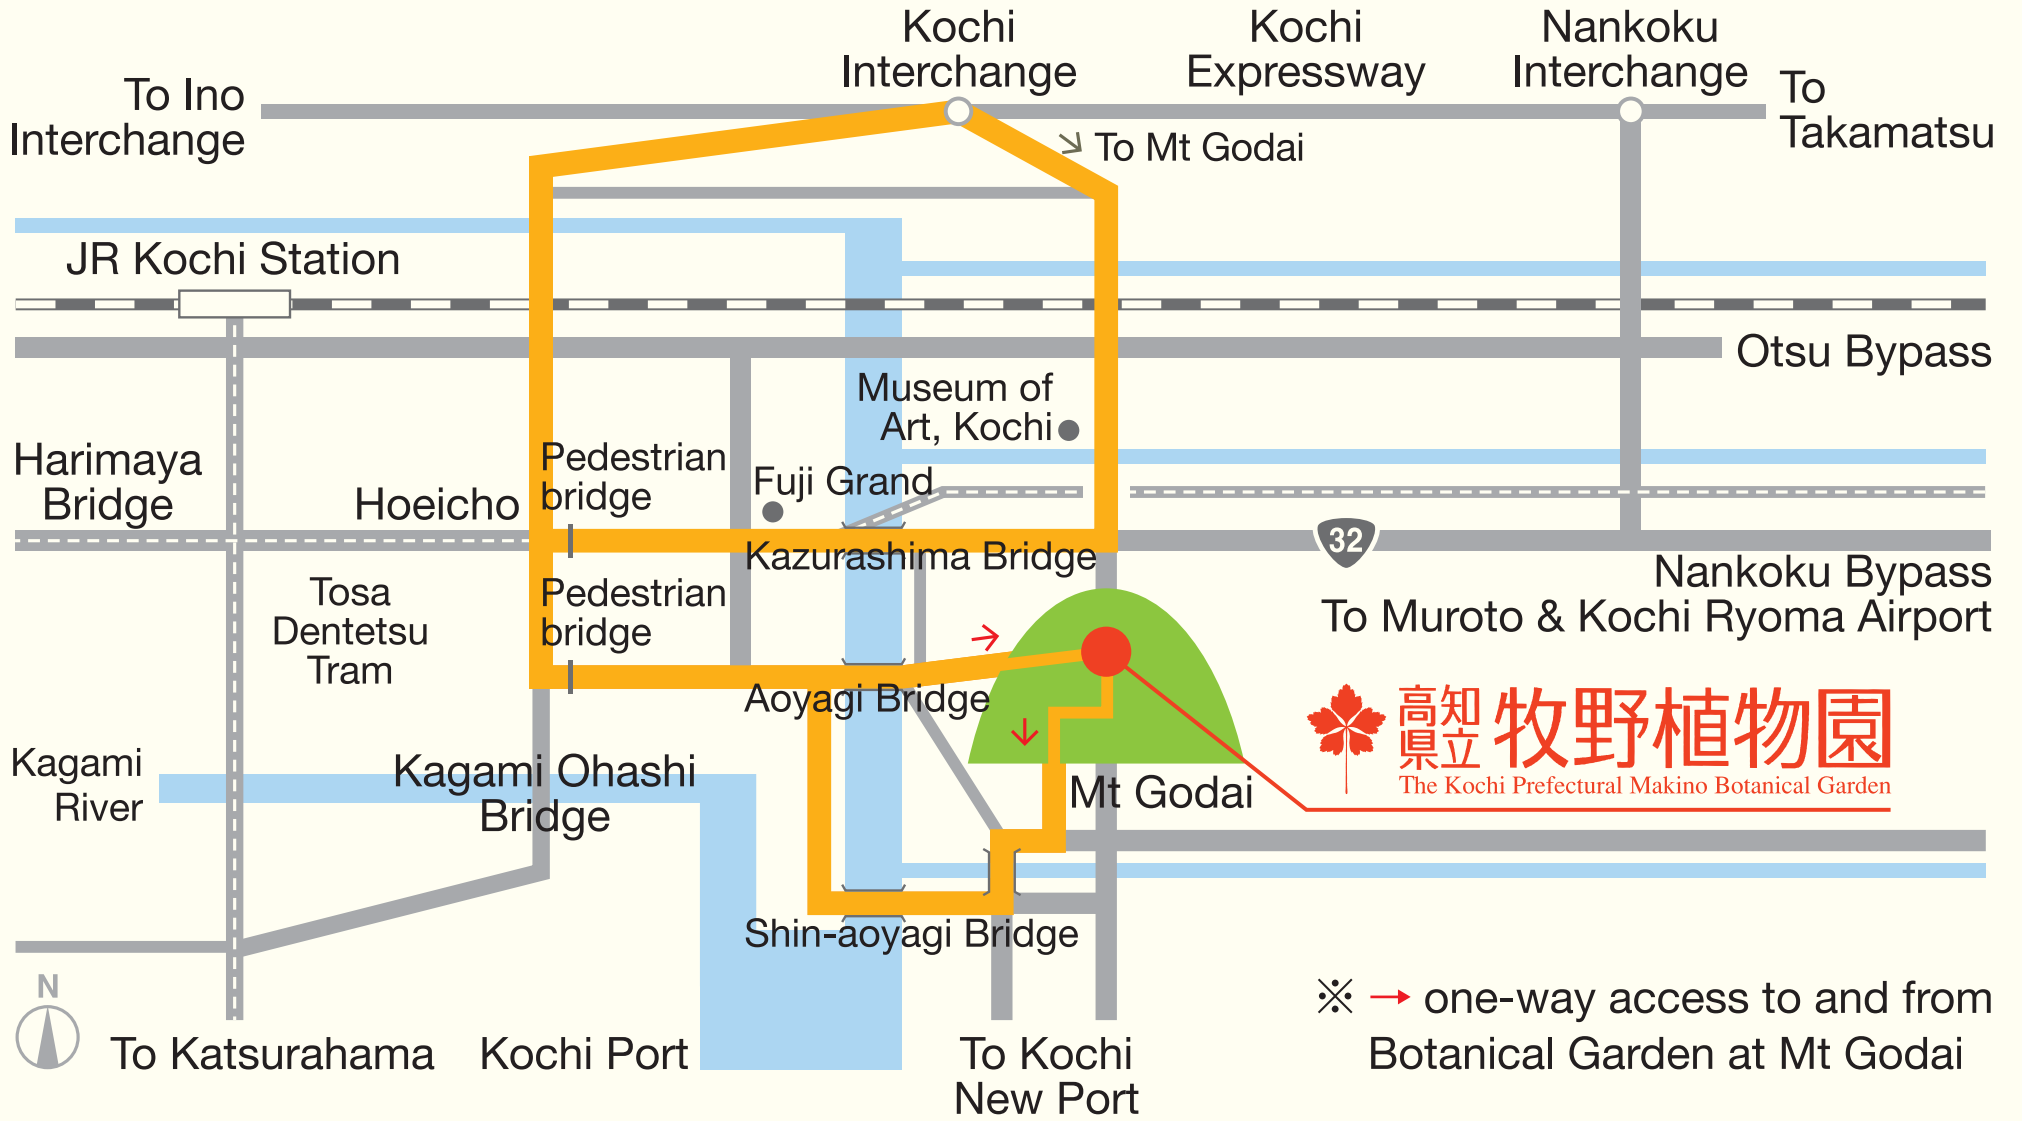 Kochi
Interchange
Kochi
Expressway
Nankoku
Interchange
To
Takamatsu
To Ino
Interchange
To Mt Godai
JR Kochi Station
Otsu Bypass
Museum of
Art, Kochi
Harimaya
Bridge
Hoeicho
Pedestrian
bridge
Fuji Grand
32
Kazurashima Bridge
Nankoku Bypass
To Muroto & Kochi Ryoma Airport
Tosa
Dentetsu
Tram
Pedestrian
bridge
Aoyagi Bridge
高知
県立
牧野植物園
The Kochi Prefectural Makino Botanical Garden
Kagami
River
Kagami Ohashi
Bridge
Mt Godai
Shin-aoyagi Bridge
N
※ → one-way access to and from
Botanical Garden at Mt Godai
To Katsurahama
Kochi Port
To Kochi
New Port